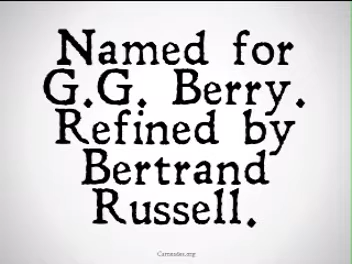 Named for
G.G. Berry.
Refined by
Bertrand
Russell.
Carneades.org